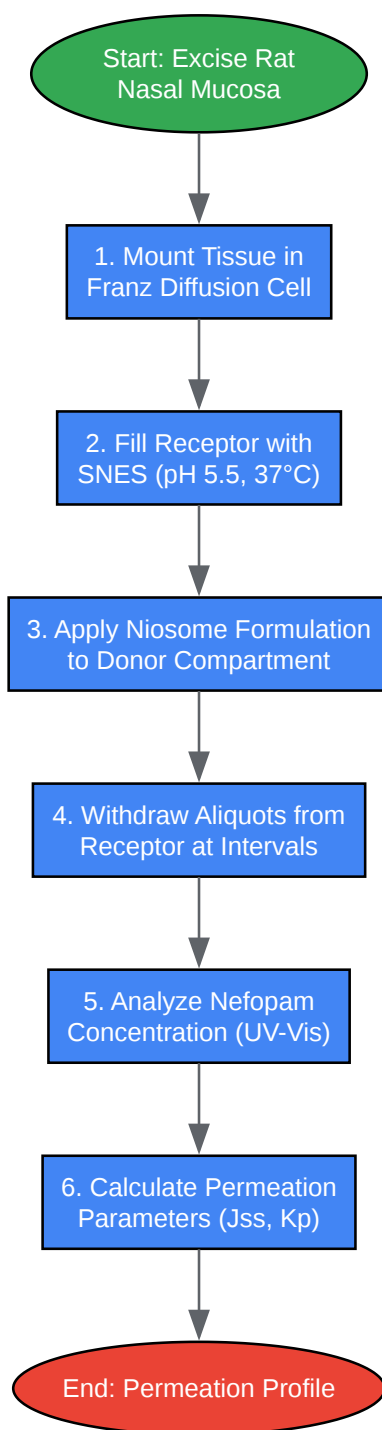 Start: Excise Rat
Nasal Mucosa
1. Mount Tissue in
Franz Diffusion Cell
2. Fill Receptor with
SNES (pH 5.5, 37°C)
3. Apply Niosome Formulation
to Donor Compartment
4. Withdraw Aliquots from
Receptor at Intervals
5. Analyze Nefopam
Concentration (UV-Vis)
6. Calculate Permeation
Parameters (Jss, Kp)
End: Permeation Profile